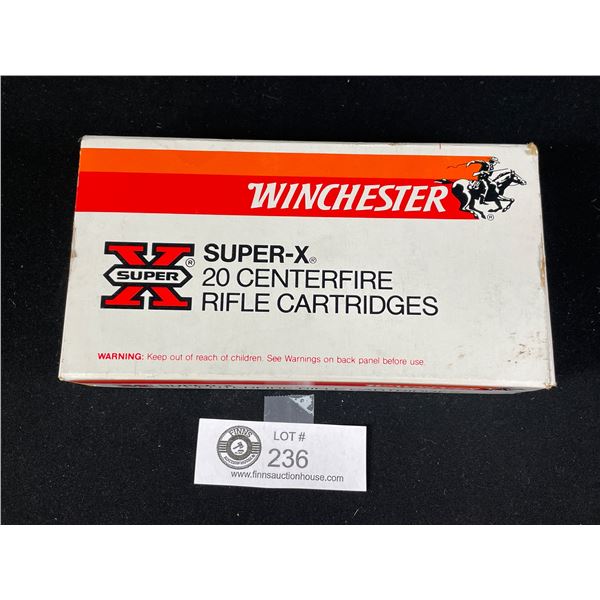 WINCHESTER
®
X SUPER ®
SUPER-X®
20 CENTERFIRE
RIFLE CARTRIDGES
WARNING: Keep out of reach of children. See Warnings on back panel before use.
FINNS
LOT #
236
www.finnsauctionhouse.com